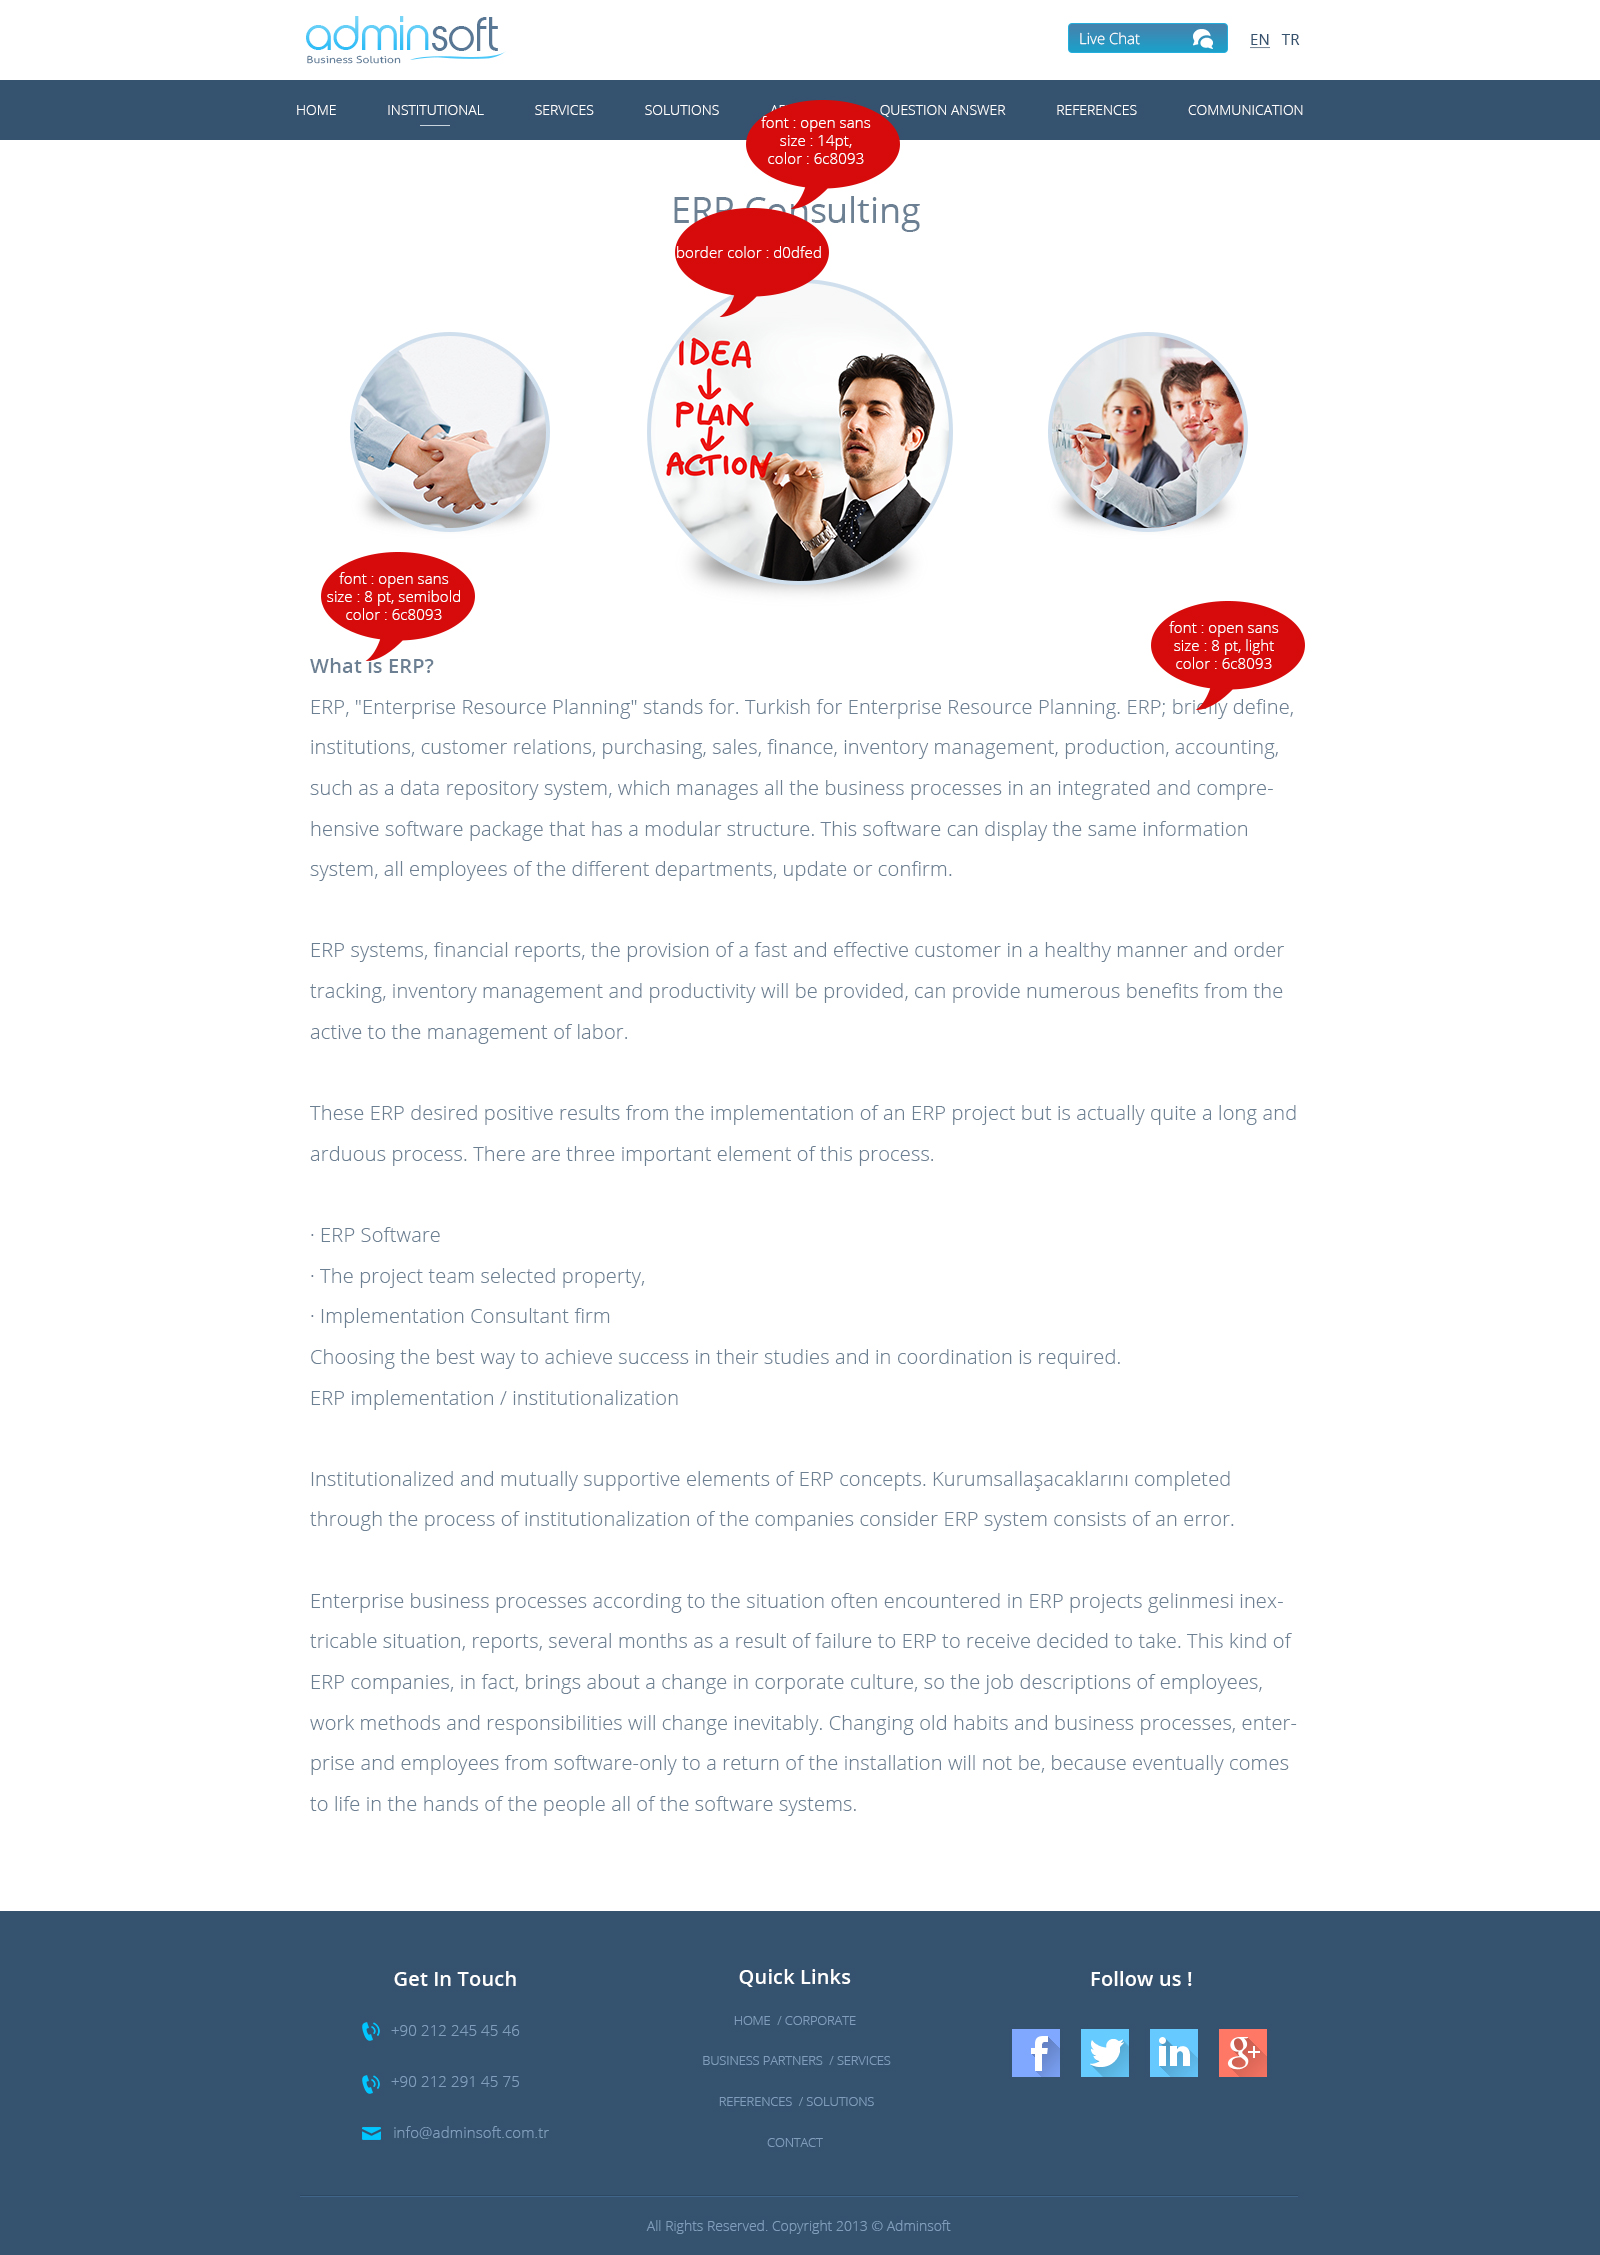 adminsoft
Business Solution
Live Chat
EN TR
HOME INSTITUTIONAL SERVICES SOLUTIONS QUESTION ANSWER REFERENCES COMMUNICATION
font : open sans
size : 14pt,
color : 6c8093
ERP Consulting
border color : d0dfed
IDEA
PLAN
ACTION
font : open sans
size : 8 pt, semibold
color : 6c8093
font : open sans
size : 8 pt, light
color : 6c8093
What is ERP?
ERP, "Enterprise Resource Planning" stands for. Turkish for Enterprise Resource Planning. ERP; briefly define,
institutions, customer relations, purchasing, sales, finance, inventory management, production, accounting,
such as a data repository system, which manages all the business processes in an integrated and compre-
hensive software package that has a modular structure. This software can display the same information
system, all employees of the different departments, update or confirm.
ERP systems, financial reports, the provision of a fast and effective customer in a healthy manner and order
tracking, inventory management and productivity will be provided, can provide numerous benefits from the
active to the management of labor.
These ERP desired positive results from the implementation of an ERP project but is actually quite a long and
arduous process. There are three important element of this process.
· ERP Software
· The project team selected property,
· Implementation Consultant firm
Choosing the best way to achieve success in their studies and in coordination is required.
ERP implementation / institutionalization
Institutionalized and mutually supportive elements of ERP concepts. Kurumsallaşacaklarını completed
through the process of institutionalization of the companies consider ERP system consists of an error.
Enterprise business processes according to the situation often encountered in ERP projects gelinmesi inex-
tricable situation, reports, several months as a result of failure to ERP to receive decided to take. This kind of
ERP companies, in fact, brings about a change in corporate culture, so the job descriptions of employees,
work methods and responsibilities will change inevitably. Changing old habits and business processes, enter-
prise and employees from software-only to a return of the installation will not be, because eventually comes
to life in the hands of the people all of the software systems.
Get In Touch
+90 212 245 45 46
+90 212 291 45 75
info@adminsoft.com.tr
Quick Links
HOME / CORPORATE
BUSINESS PARTNERS / SERVICES
REFERENCES / SOLUTIONS
CONTACT
Follow us !
f
in
g+
All Rights Reserved. Copyright 2013 © Adminsoft